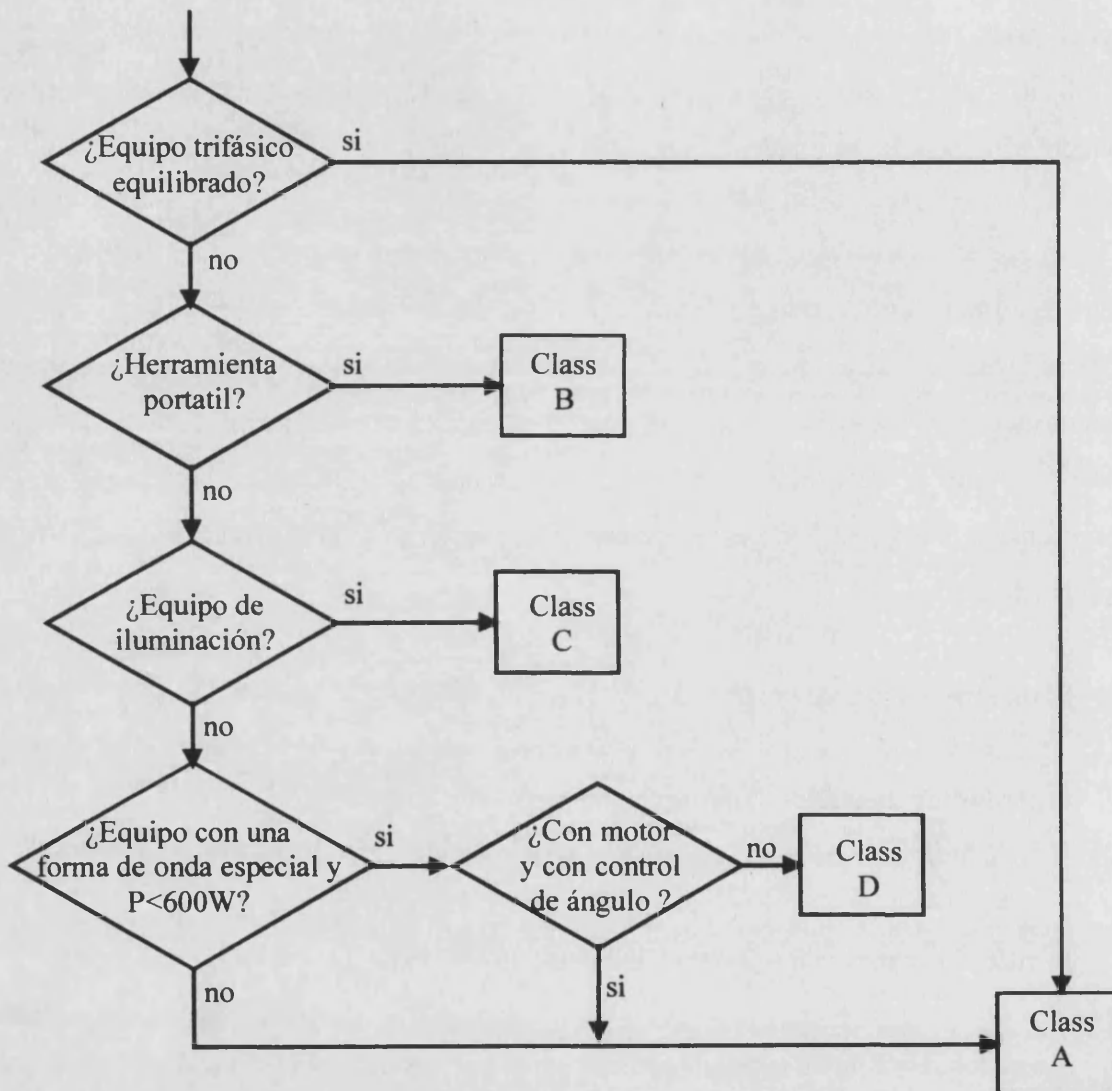 ¿Equipo trifásico
equilibrado?
si
no
¿Herramienta
portatil?
si
Class
B
no
¿Equipo de
iluminación?
si
Class
C
no
¿Equipo con una
forma de onda especial y
P<600W?
si
¿Con motor
y con control
de ángulo ?
no
Class
D
no
si
Class
A